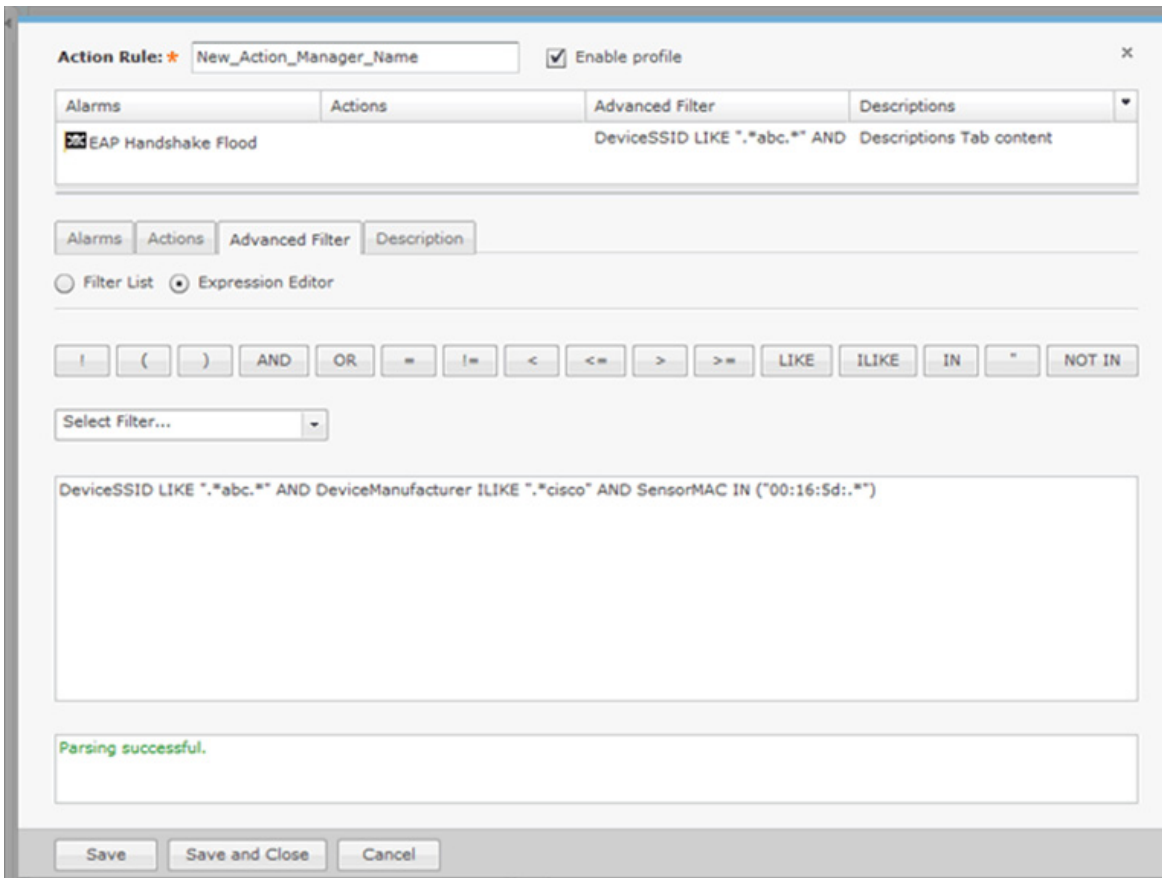 Action Rule: * New_Action_Manager_Name Enable profile ×
Alarms Actions Advanced Filter Descriptions
EAP Handshake Flood DeviceSSID LIKE ".*abc.*" AND Descriptions Tab content
Alarms Actions Advanced Filter Description
Filter List Expression Editor
! ( ) AND OR = != < <= > >= LIKE ILIKE IN " NOT IN
Select Filter...
DeviceSSID LIKE ".*abc.*" AND DeviceManufacturer ILIKE ".*cisco" AND SensorMAC IN ("00:16:5d:.*")
Parsing successful.
Save Save and Close Cancel